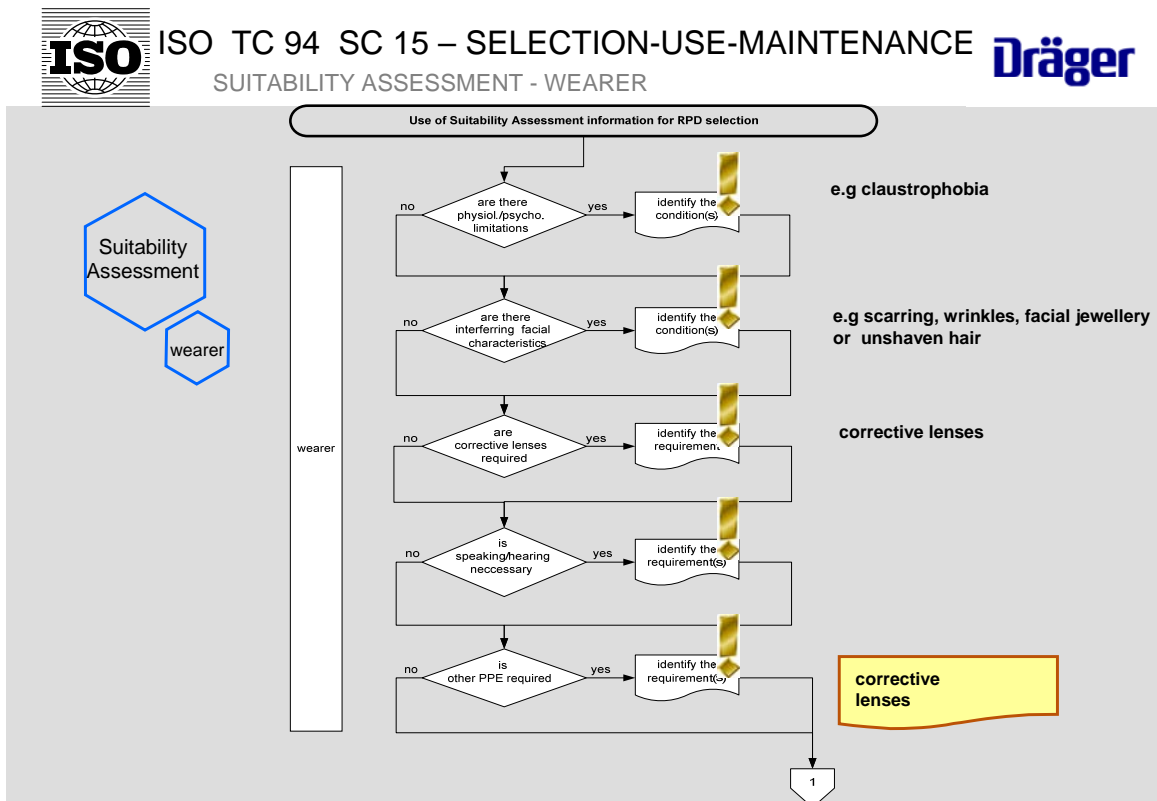 ISO
ISO TC 94 SC 15 – SELECTION-USE-MAINTENANCE
Dräger
SUITABILITY ASSESSMENT - WEARER
Use of Suitability Assessment information for RPD selection
Suitability
Assessment
wearer
wearer
no
are there
physiol./psycho.
limitations
yes
identify the
condition(s)
e.g claustrophobia
no
are there
interferring facial
characteristics
yes
identify the
condition(s)
e.g scarring, wrinkles, facial jewellery
or unshaven hair
no
are
corrective lenses
required
yes
identify the
requirement
corrective lenses
no
is
speaking/hearing
neccessary
yes
identify the
requirement(s)
no
is
other PPE required
yes
identify the
requirement(s)
corrective
lenses
1